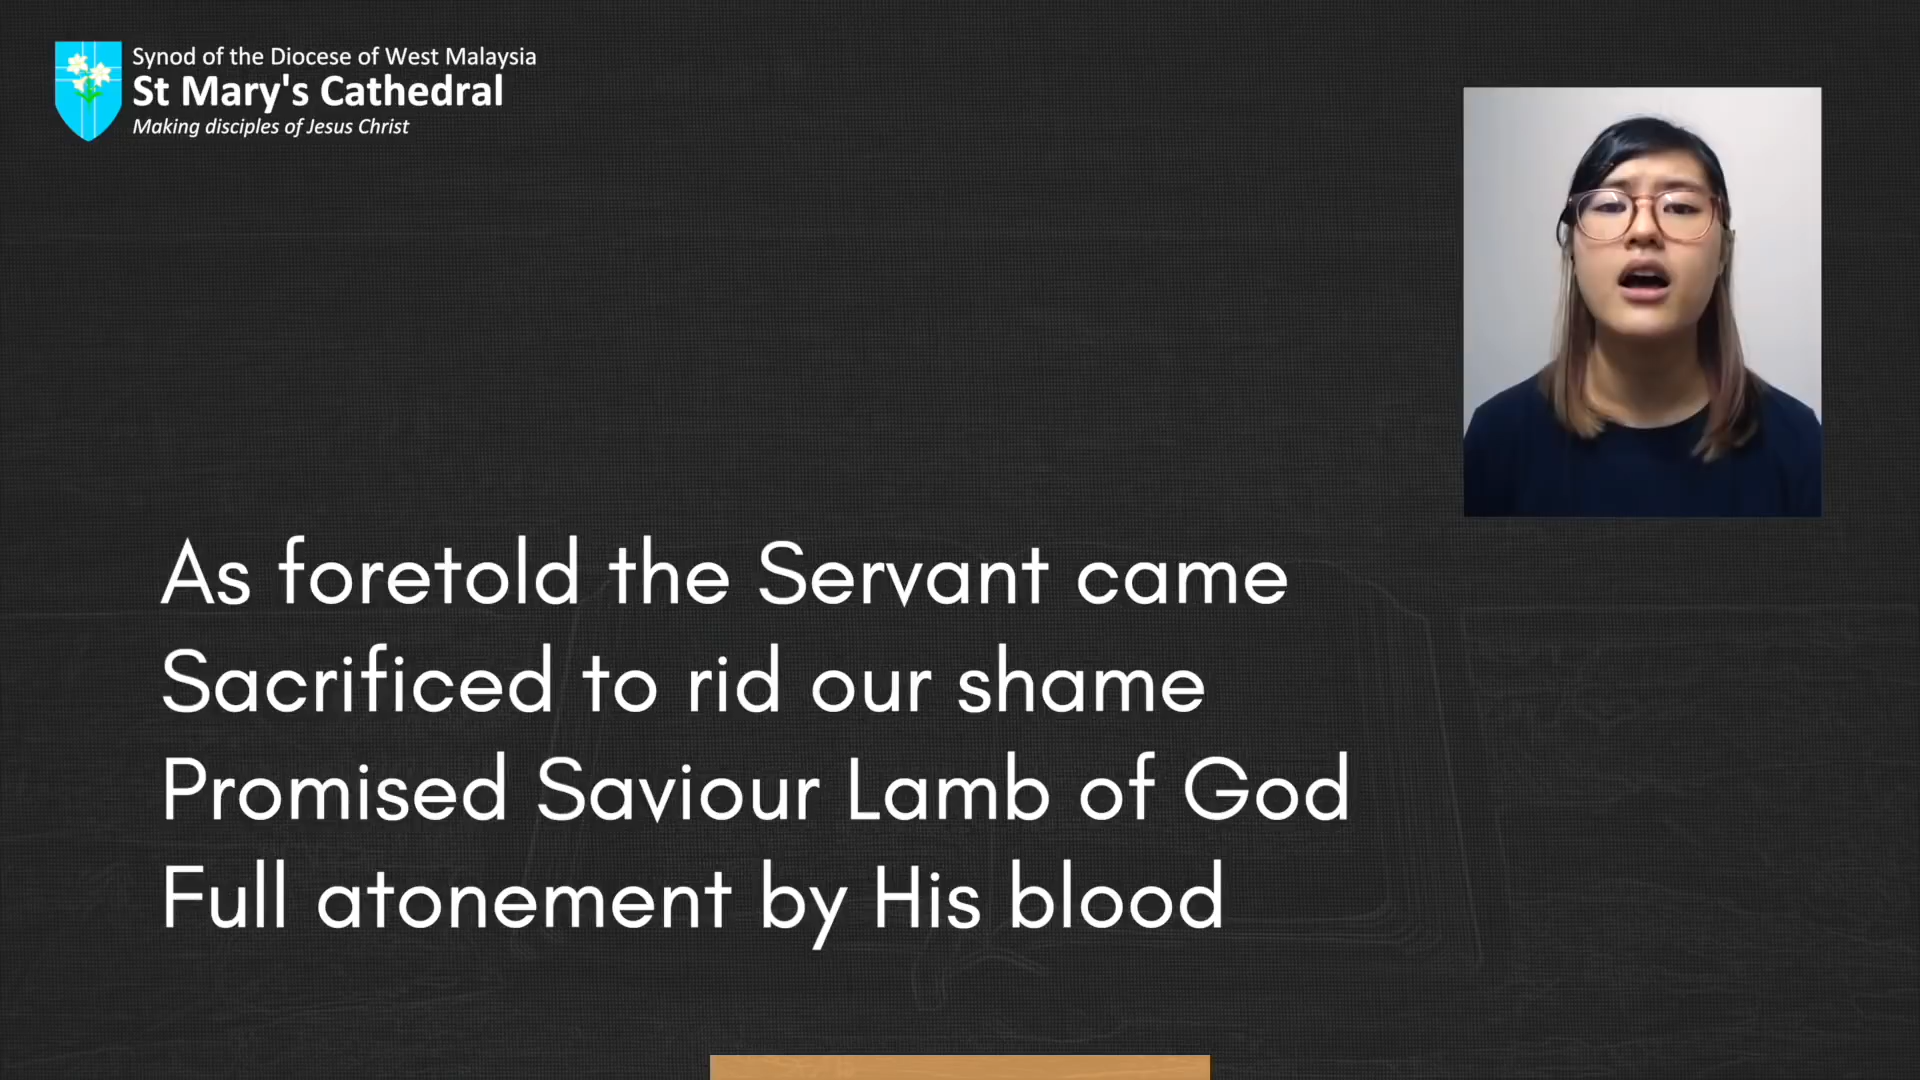 Synod of the Diocese of West Malaysia
St Mary's Cathedral
Making disciples of Jesus Christ
As foretold the Servant came
Sacrificed to rid our shame
Promised Saviour Lamb of God
Full atonement by His blood